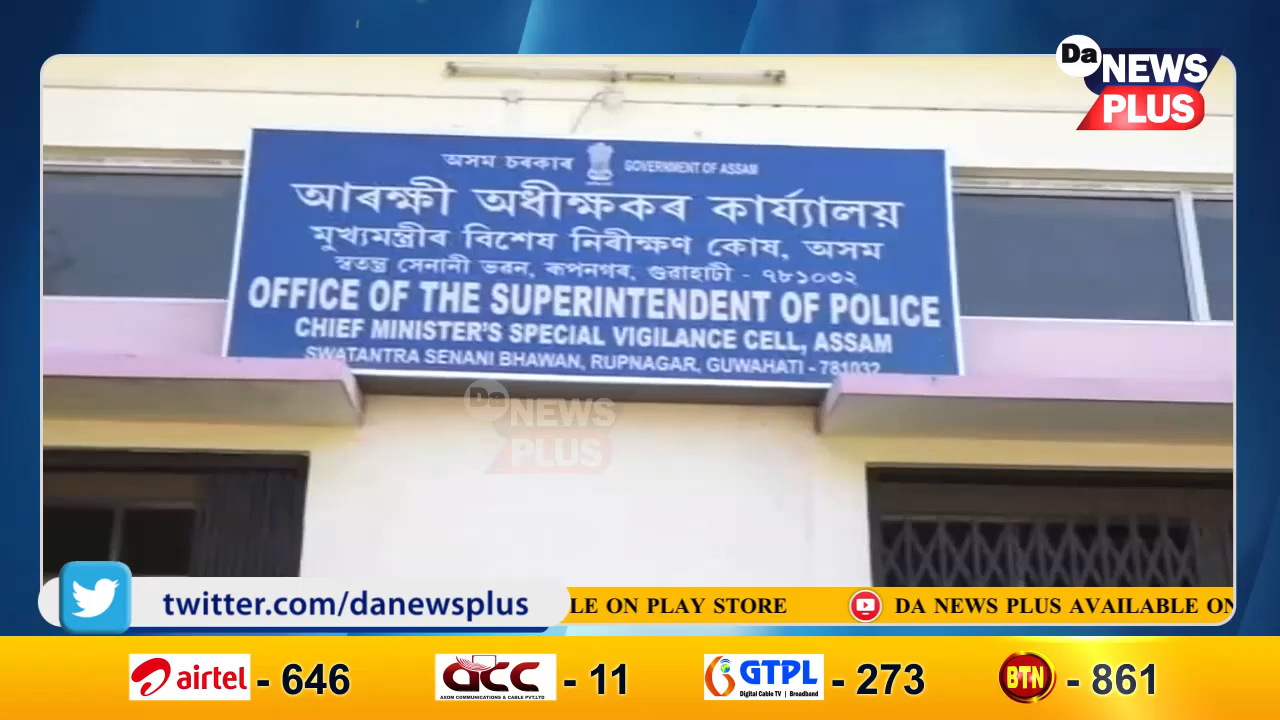 Da NEWS PLUS
অসম চৰকাৰ GOVERNMENT OF ASSAM
আৰক্ষী অধীক্ষকৰ কাৰ্য্যালয়
মুখ্যমন্ত্ৰীৰ বিশেষ নিৰীক্ষণ কোষ, অসম
স্বতন্ত্ৰ সেনানী ভৱন, ৰূপনগৰ, গুৱাহাটী - ৭৮১০৩২
OFFICE OF THE SUPERINTENDENT OF POLICE
CHIEF MINISTER'S SPECIAL VIGILANCE CELL, ASSAM
SWATANTRA SENANI BHAWAN, RUPNAGAR, GUWAHATI - 781032
Da NEWS PLUS
twitter.com/danewsplus
LE ON PLAY STORE DA NEWS PLUS AVAILABLE ON
airtel - 646
ACC - 11
AXOM COMMUNICATIONS & CABLE PVT.LTD
GTPL - 273
Digital Cable TV | Broadband
BTN - 861